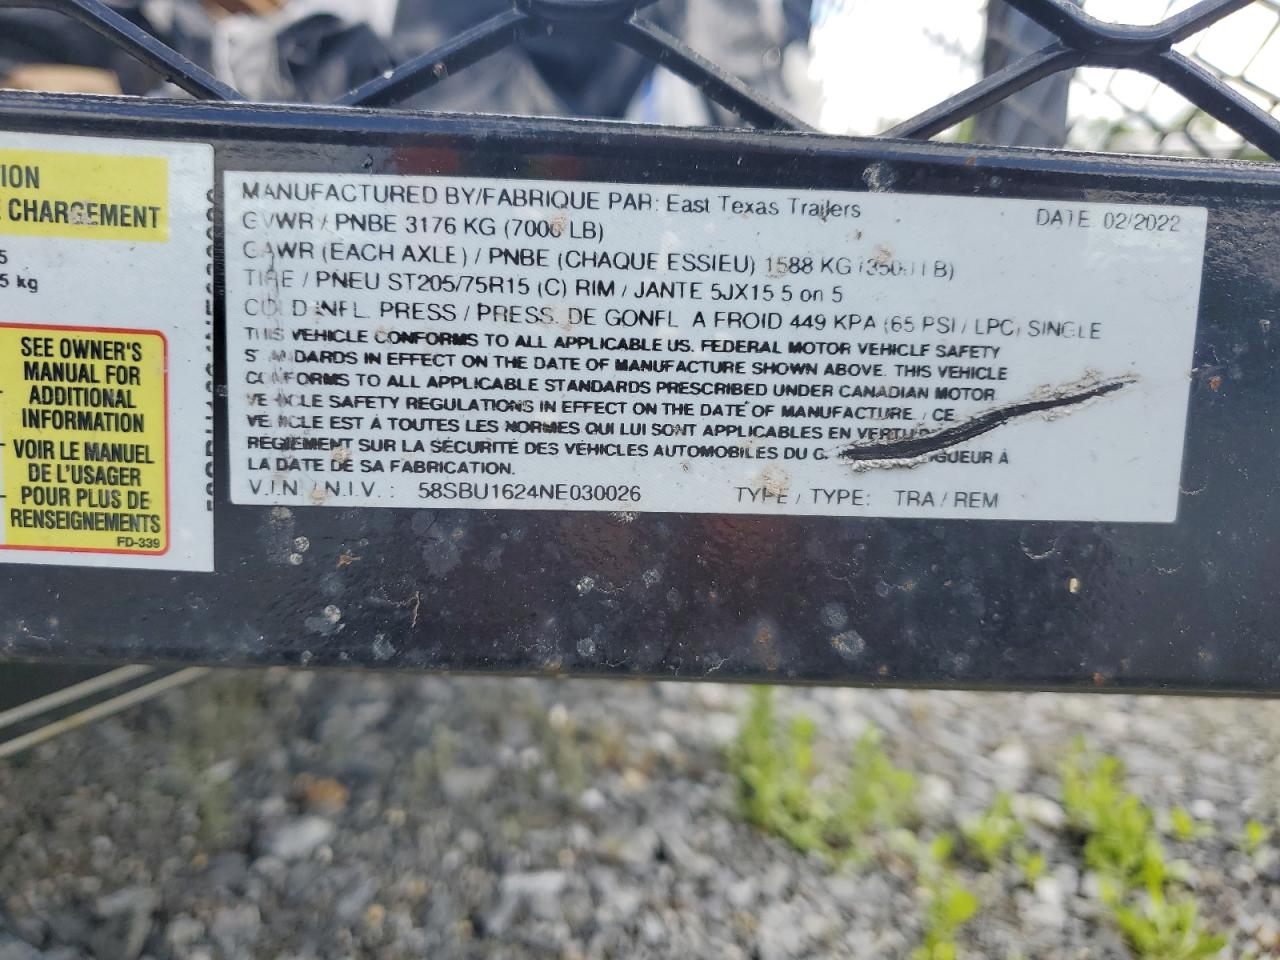 ION
E CHARGEMENT
5
5 kg
SEE OWNER'S
MANUAL FOR
ADDITIONAL
INFORMATION
VOIR LE MANUEL
DE L'USAGER
POUR PLUS DE
RENSEIGNEMENTS
FD-339
MANUFACTURED BY/FABRIQUE PAR: East Texas Trailers DATE 02/2022
GVWR / PNBE 3176 KG (7000 LB)
GAWR (EACH AXLE) / PNBE (CHAQUE ESSIEU) 1588 KG (3500 LB)
TIRE / PNEU ST205/75R15 (C) RIM / JANTE 5JX15 5 on 5
COLD INFL. PRESS / PRESS. DE GONFL A FROID 449 KPA (65 PSI / LPC) SINGLE
THIS VEHICLE CONFORMS TO ALL APPLICABLE US. FEDERAL MOTOR VEHICLE SAFETY
STANDARDS IN EFFECT ON THE DATE OF MANUFACTURE SHOWN ABOVE. THIS VEHICLE
CONFORMS TO ALL APPLICABLE STANDARDS PRESCRIBED UNDER CANADIAN MOTOR
VEHICLE SAFETY REGULATIONS IN EFFECT ON THE DATE OF MANUFACTURE. / CE
VEHICLE EST À TOUTES LES NORMES QUI LUI SONT APPLICABLES EN VERTU
RÈGLEMENT SUR LA SÉCURITÉ DES VÉHICLES AUTOMOBILES DU VIGUEUR À
LA DATE DE SA FABRICATION.
V.I.N / N.I.V. : 58SBU1624NE030026 TYPE / TYPE: TRA / REM